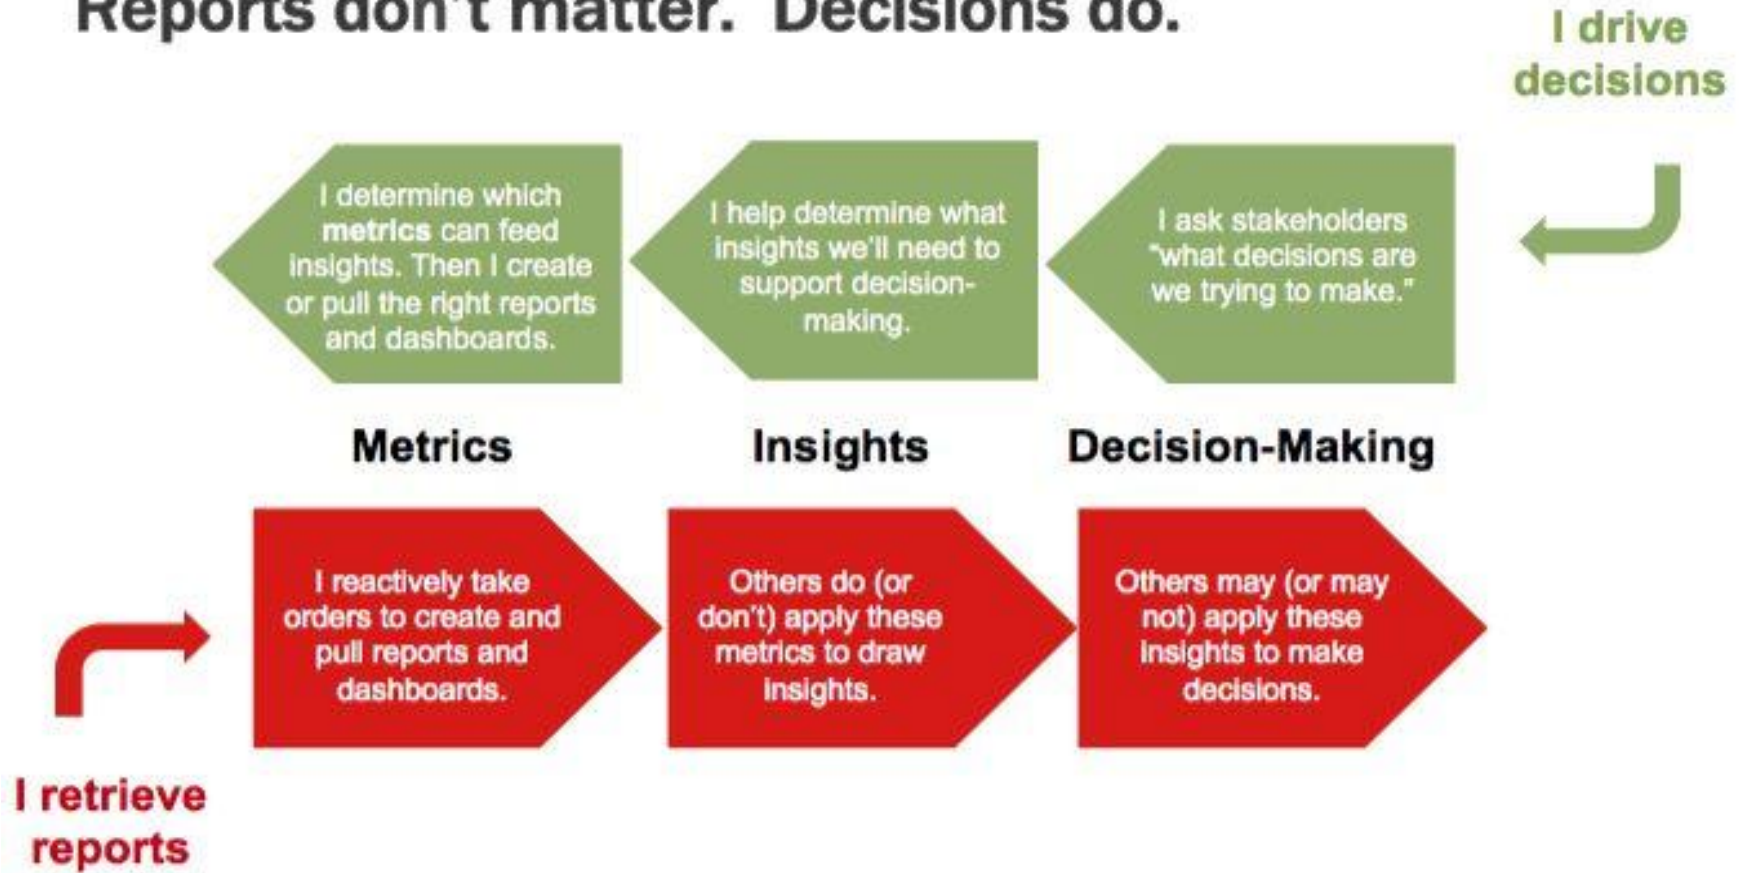 Reports don't matter. Decisions do.
I drive
decisions
I determine which
metrics can feed
insights. Then I create
or pull the right reports
and dashboards.
I help determine what
insights we'll need to
support decision-
making.
I ask stakeholders
"what decisions are
we trying to make."
Metrics
Insights
Decision-Making
I reactively take
orders to create and
pull reports and
dashboards.
Others do (or
don't) apply these
metrics to draw
insights.
Others may (or may
not) apply these
insights to make
decisions.
I retrieve
reports